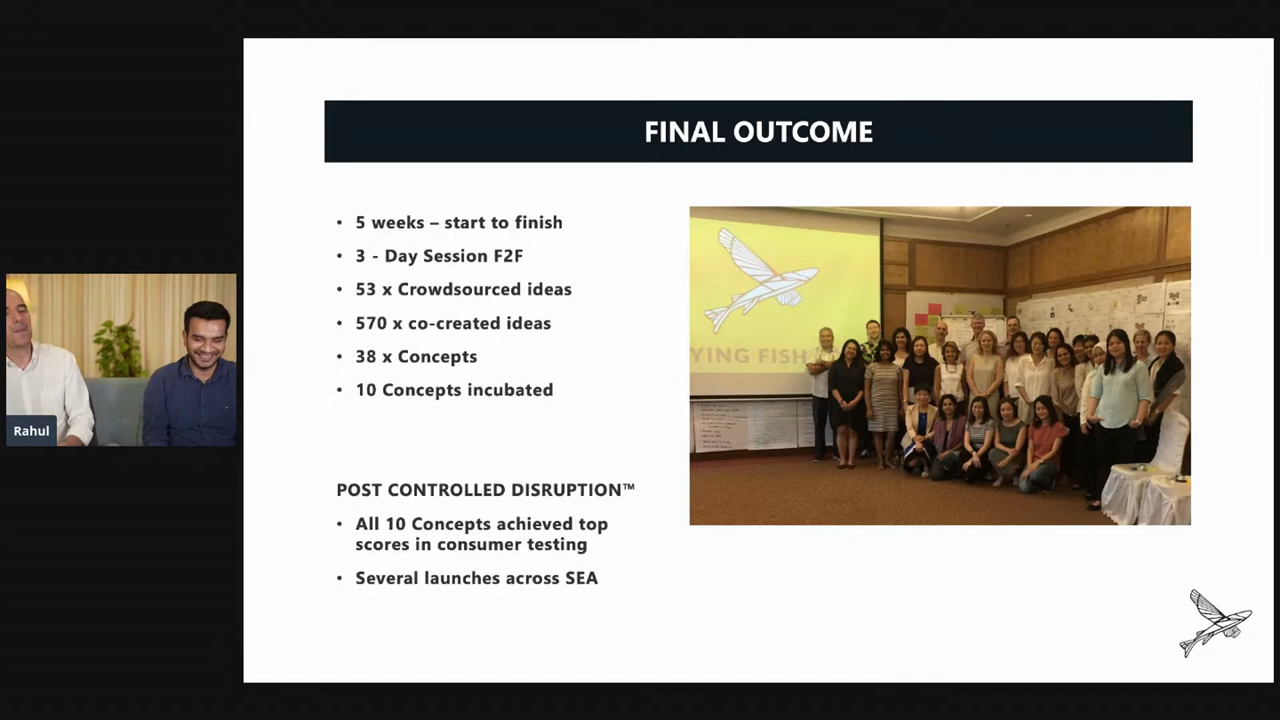 FINAL OUTCOME
• 5 weeks – start to finish
• 3 - Day Session F2F
• 53 x Crowdsourced ideas
• 570 x co-created ideas
• 38 x Concepts
• 10 Concepts incubated
YING FISH
Rahul
POST CONTROLLED DISRUPTION™
• All 10 Concepts achieved top
scores in consumer testing
• Several launches across SEA